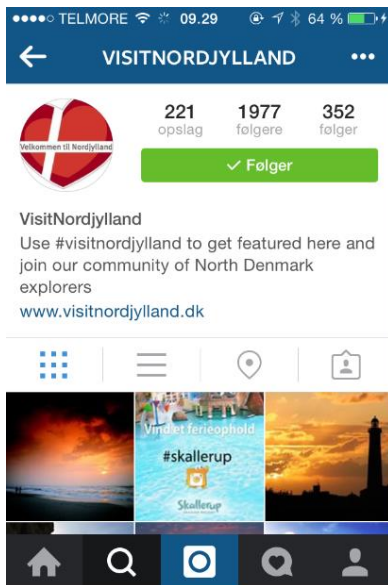 TELMORE 09.29 64 %
VISITNORDJYLLAND
Velkommen til Nordjylland
221 1977 352
opslag følgere følger
Følger
VisitNordjylland
Use #visitnordjylland to get featured here and
join our community of North Denmark
explorers
www.visitnordjylland.dk
Vind et ferieophold
#skallerup
Skallerup